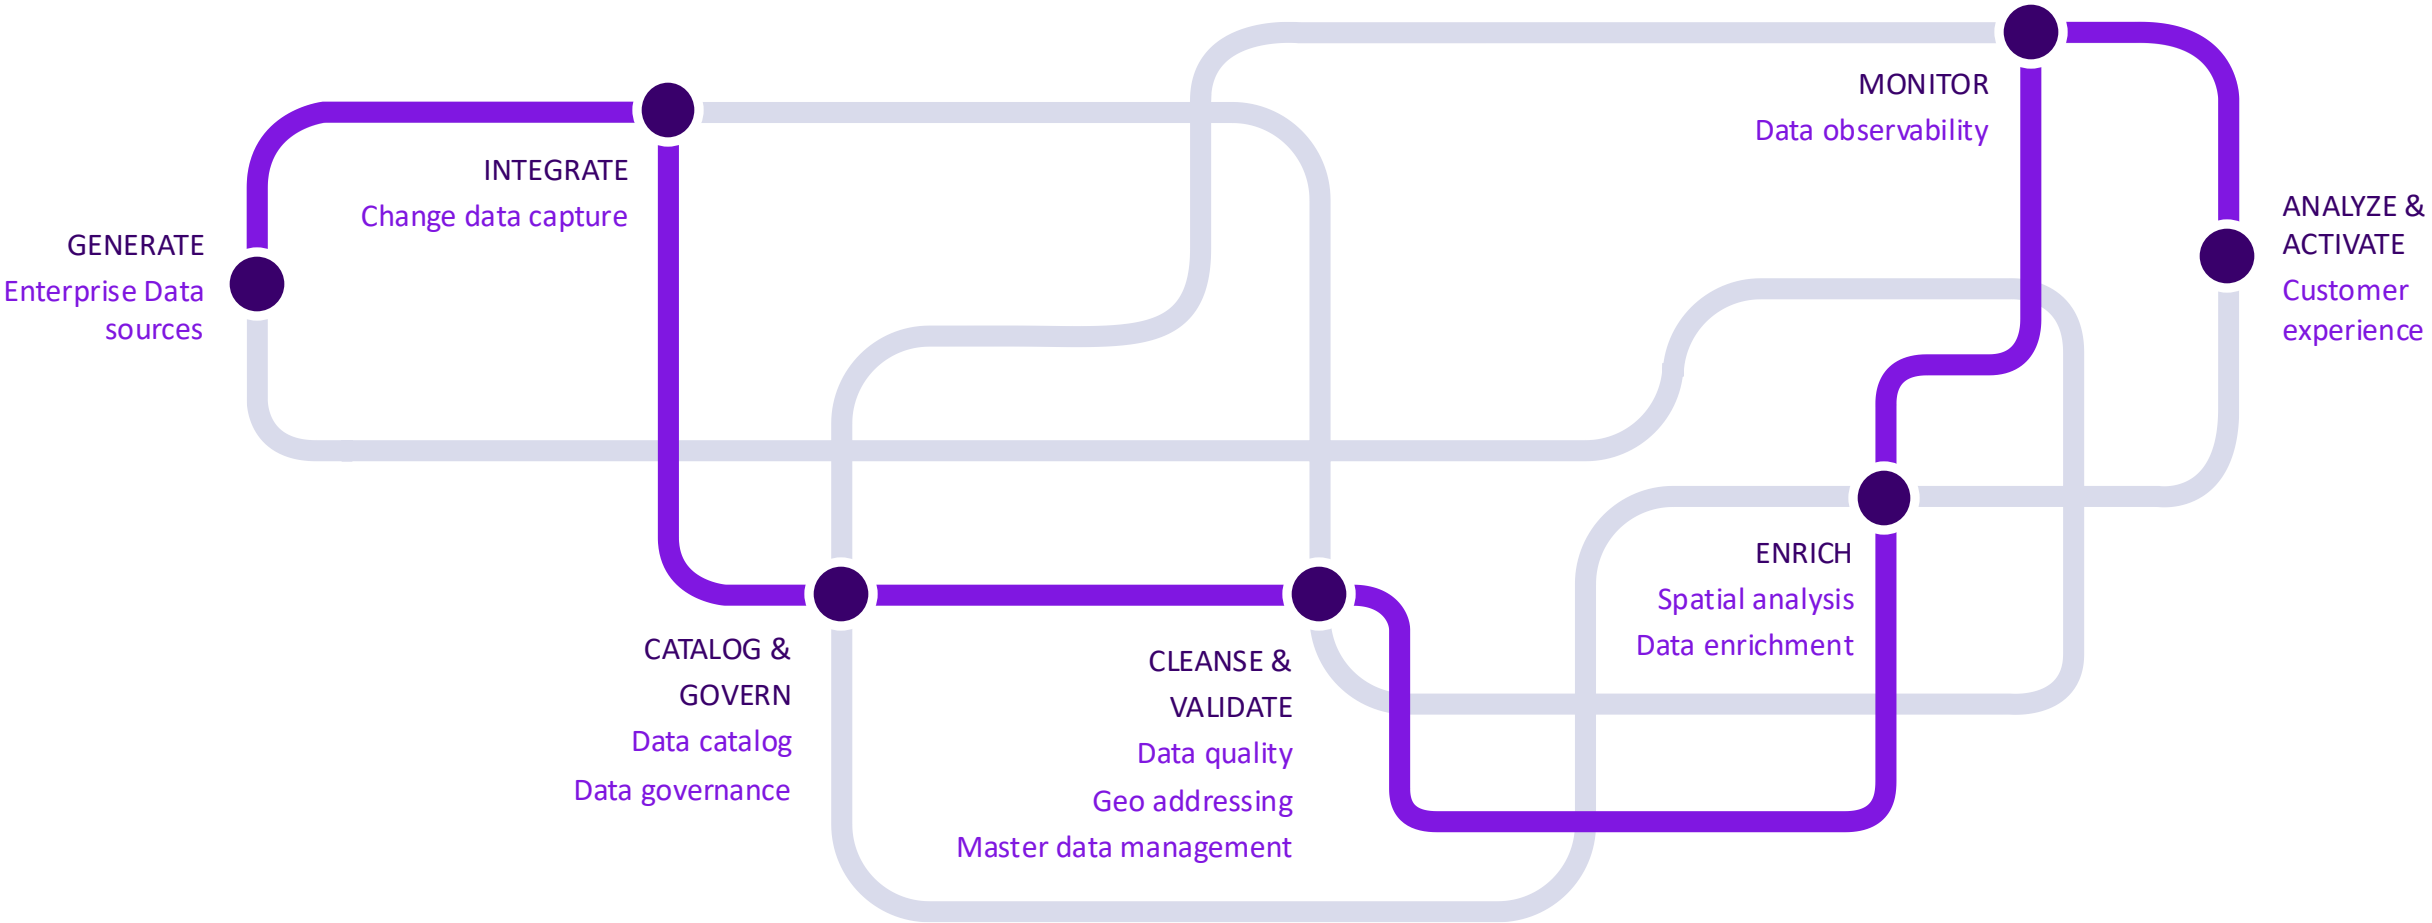 GENERATE
Enterprise Data
sources
INTEGRATE
Change data capture
CATALOG &
GOVERN
Data catalog
Data governance
CLEANSE &
VALIDATE
Data quality
Geo addressing
Master data management
ENRICH
Spatial analysis
Data enrichment
MONITOR
Data observability
ANALYZE &
ACTIVATE
Customer
experience